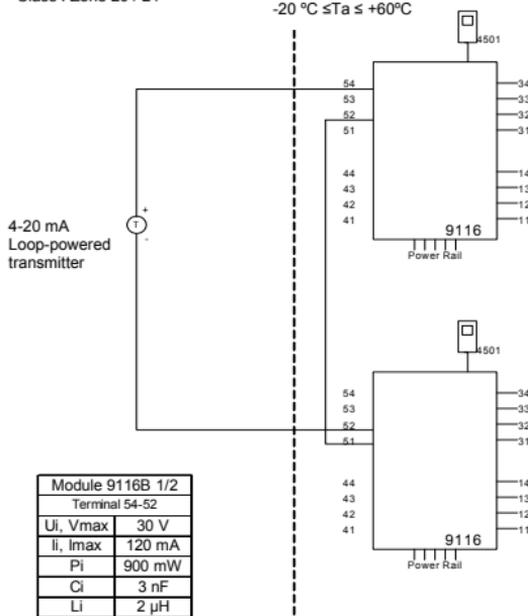 -20 ºC ≤Ta ≤ +60ºC
4501
54
53
52
51
44
43
42
41
34
33
32
31
14
13
12
11
9116
Power Rail
4-20 mA
Loop-powered
transmitter
+
T
-
4501
54
53
52
51
44
43
42
41
34
33
32
31
14
13
12
11
9116
Power Rail
Module 9116B 1/2
Terminal 54-52
Ui, Vmax 30 V
Ii, Imax 120 mA
Pi 900 mW
Ci 3 nF
Li 2 µH